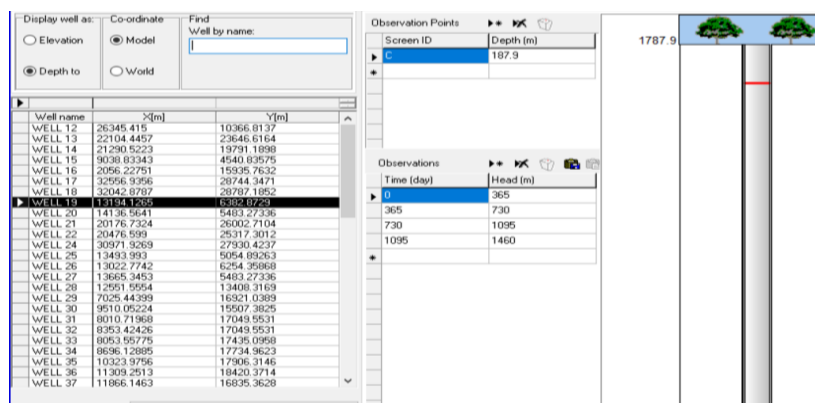 Display well as: Co-ordinate Find
Elevation Model Well by name:
Depth to World
Well name X[m] Y[m]
WELL 12 26345.415 10366.8137
WELL 13 22104.4457 23646.6164
WELL 14 21290.5223 19791.1898
WELL 15 9038.83343 4540.83575
WELL 16 2056.22751 15935.7632
WELL 17 32556.9356 28744.3471
WELL 18 32042.8787 28787.1852
WELL 19 13194.1265 6382.8729
WELL 20 14136.5641 5483.27336
WELL 21 20176.7324 26002.7104
WELL 22 20476.599 25317.3012
WELL 24 30971.9269 27930.4237
WELL 25 13493.993 5054.89263
WELL 26 13022.7742 6254.35868
WELL 27 13665.3453 5483.27336
WELL 28 12551.5554 13408.3169
WELL 29 7025.44399 16921.0389
WELL 30 9510.05224 15507.3825
WELL 31 8010.71968 17049.5531
WELL 32 8353.42426 17049.5531
WELL 33 8053.55775 17435.0958
WELL 34 8696.12885 17734.9623
WELL 35 10323.9756 17906.3146
WELL 36 11309.2513 18420.3714
WELL 37 11866.1463 16835.3628
Observation Points
Screen ID Depth (m)
C 187.9
Observations
Time (day) Head (m)
0 365
365 730
730 1095
1095 1460
1787.9